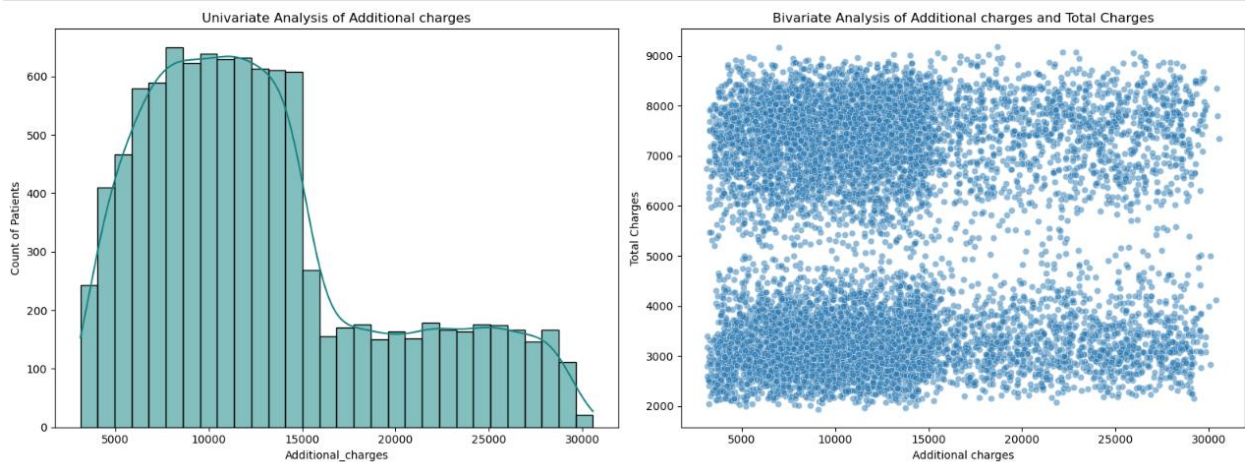 Univariate Analysis of Additional charges
600
500
400
300
200
100
0
Count of Patients
5000 10000 15000 20000 25000 30000
Additional_charges
Bivariate Analysis of Additional charges and Total Charges
9000
8000
7000
6000
5000
4000
3000
2000
Total Charges
5000 10000 15000 20000 25000 30000
Additional charges